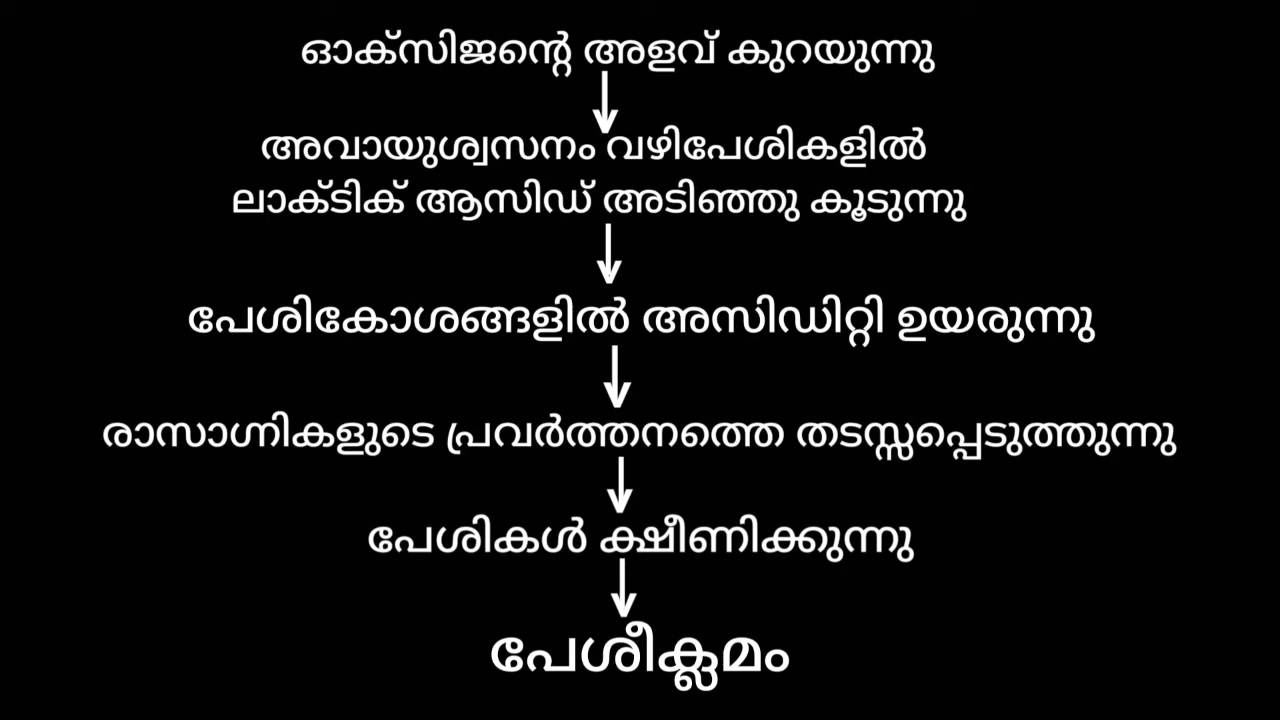 ഓക്സിജന്റെ അളവ് കുറയുന്നു
അവായുശ്വസനം വഴിപേശികളിൽ
ലാക്ടിക് ആസിഡ് അടിഞ്ഞു കൂടുന്നു
പേശികോശങ്ങളിൽ അസിഡിറ്റി ഉയരുന്നു
രാസാഗ്നികളുടെ പ്രവർത്തനത്തെ തടസ്സപ്പെടുത്തുന്നു
പേശികൾ ക്ഷീണിക്കുന്നു
പേശീക്ലമം